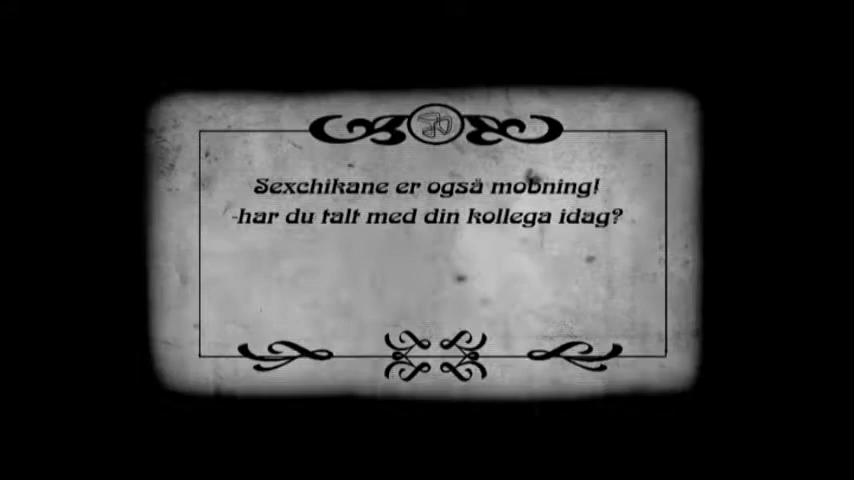 Sexchikane er også mobning!
-har du talt med din kollega idag?